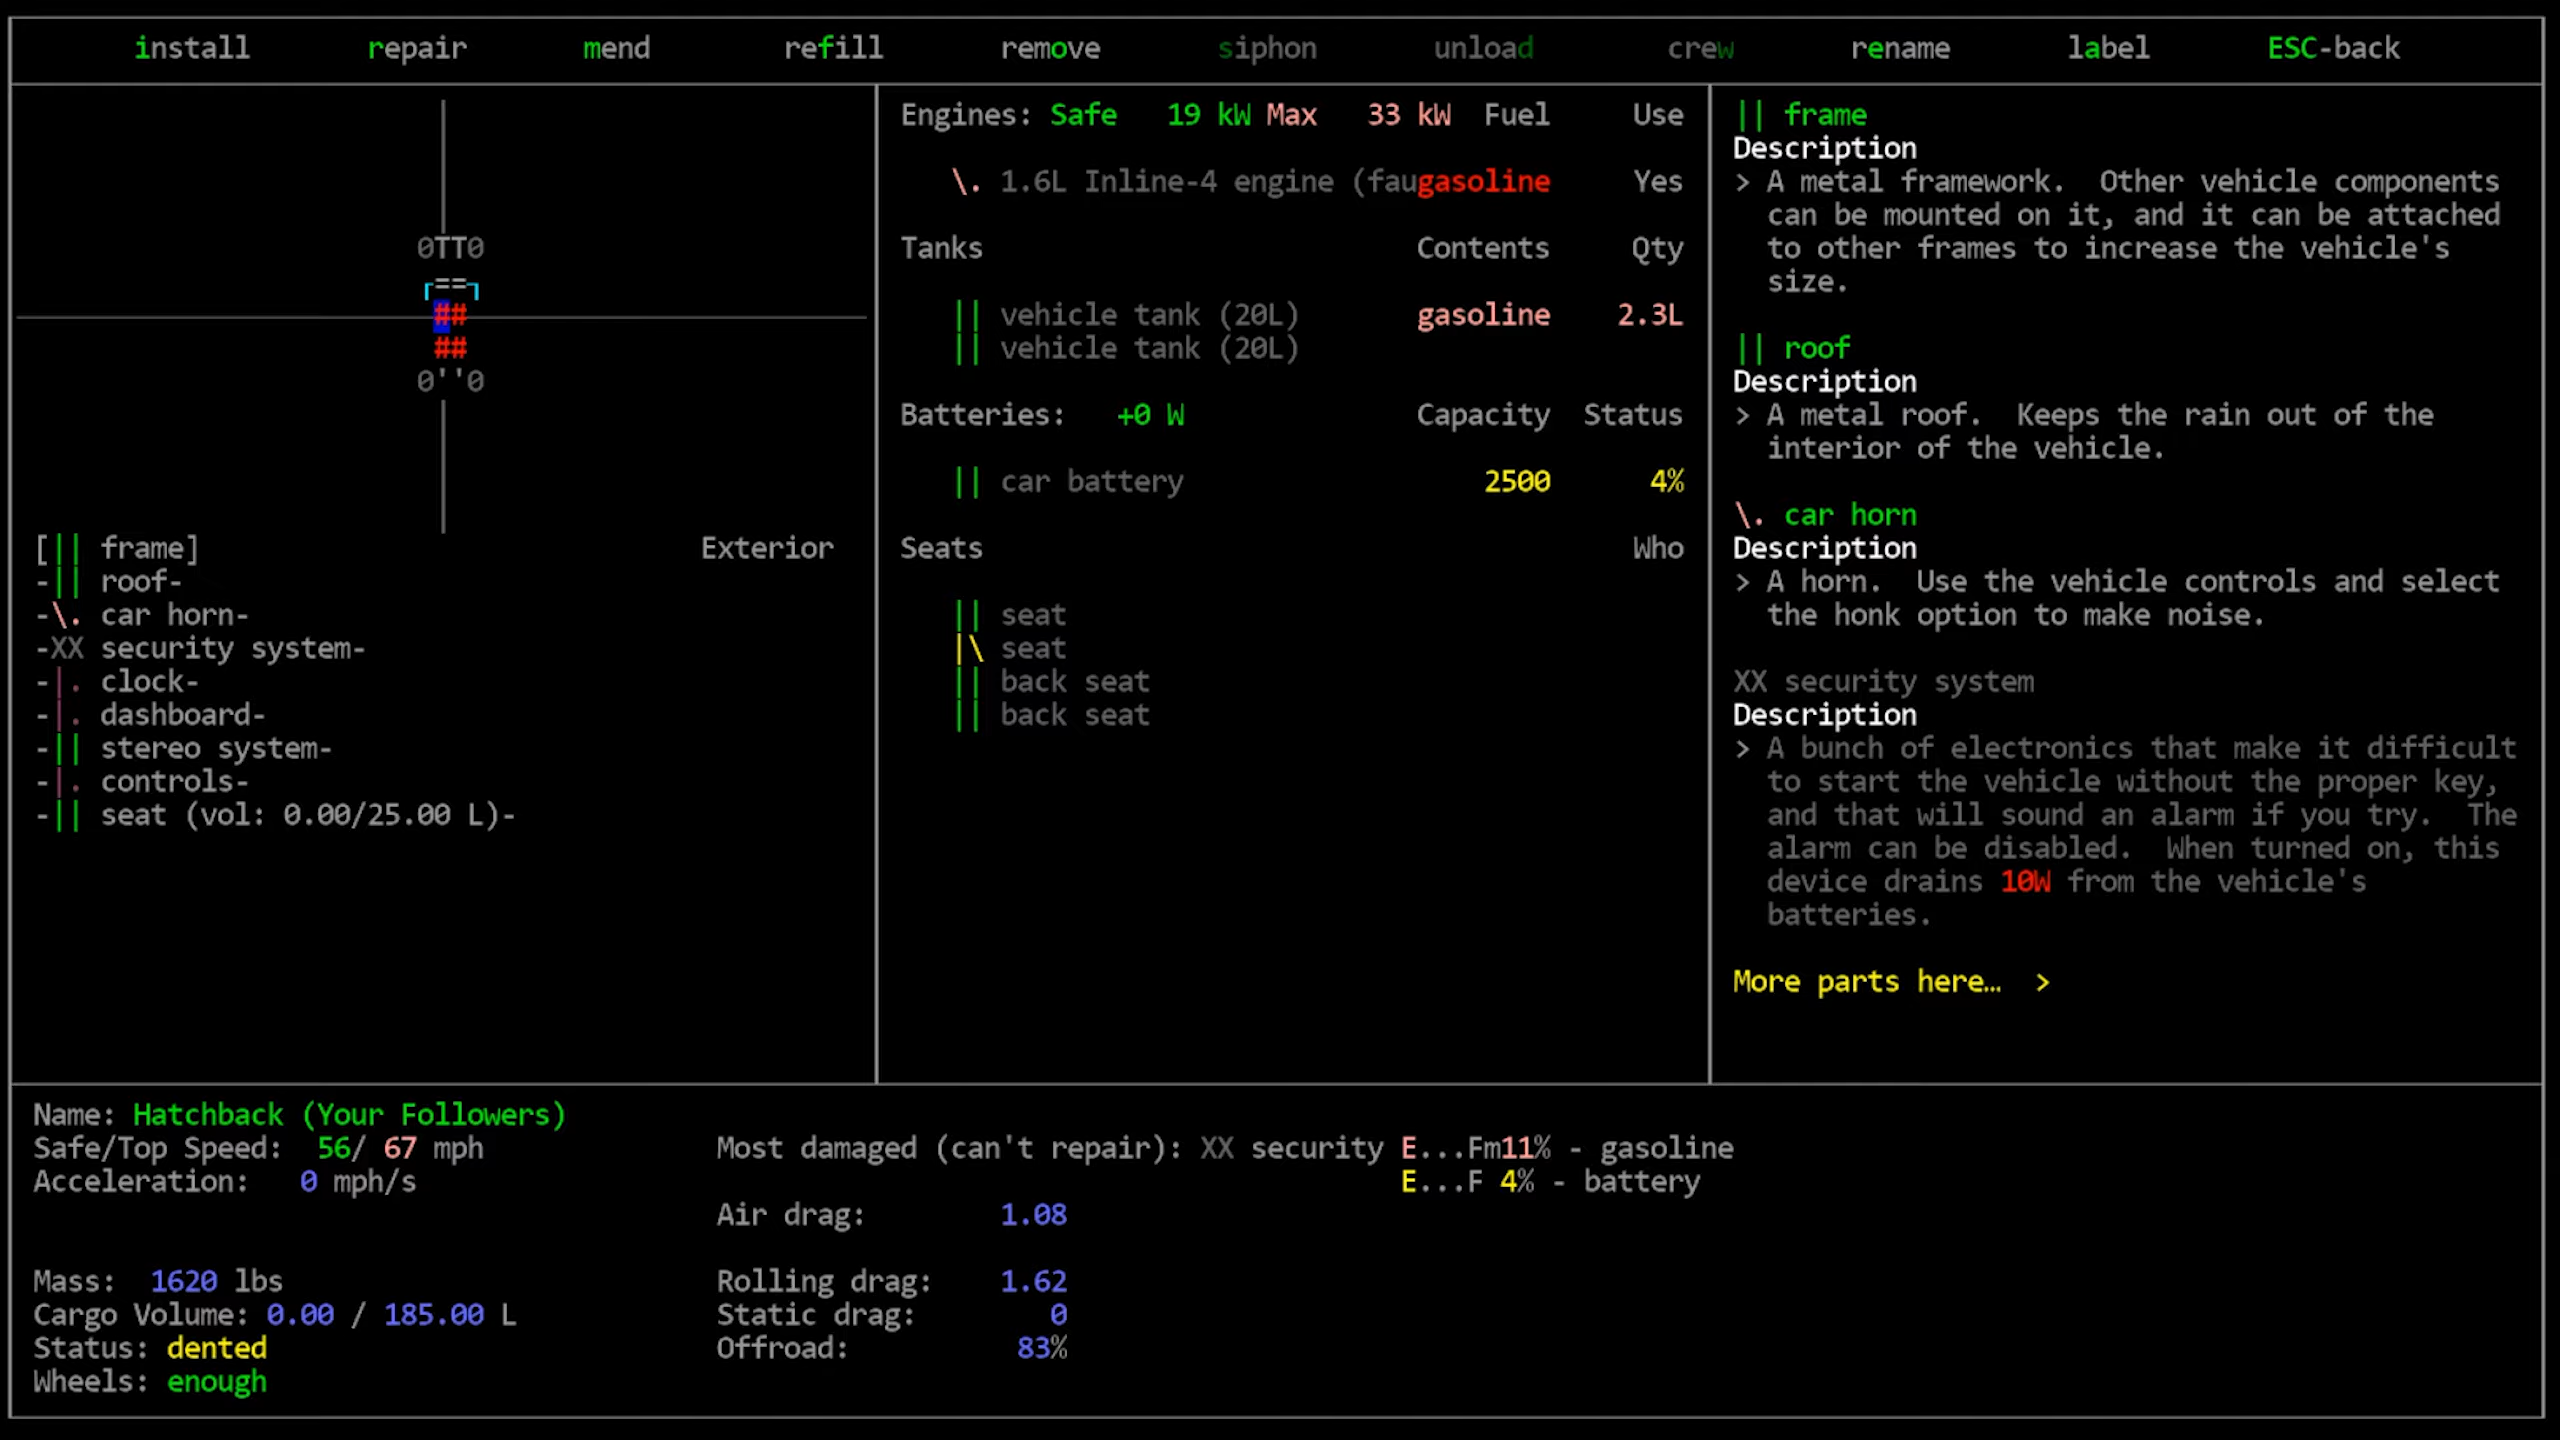 install repair mend refill remove siphon unload crew rename label ESC-back
0TT0
┌==┐
##
##
0''0
[|| frame] Exterior
-|| roof-
-\. car horn-
-XX security system-
-|. clock-
-|. dashboard-
-|| stereo system-
-|. controls-
-|| seat (vol: 0.00/25.00 L)-
Engines: Safe 19 kW Max 33 kW Fuel Use
\. 1.6L Inline-4 engine (faugasoline Yes
Tanks Contents Qty
|| vehicle tank (20L) gasoline 2.3L
|| vehicle tank (20L)
Batteries: +0 W Capacity Status
|| car battery 2500 4%
Seats Who
|| seat
|\ seat
|| back seat
|| back seat
|| frame
Description
> A metal framework. Other vehicle components
can be mounted on it, and it can be attached
to other frames to increase the vehicle's
size.
|| roof
Description
> A metal roof. Keeps the rain out of the
interior of the vehicle.
\. car horn
Description
> A horn. Use the vehicle controls and select
the honk option to make noise.
XX security system
Description
> A bunch of electronics that make it difficult
to start the vehicle without the proper key,
and that will sound an alarm if you try. The
alarm can be disabled. When turned on, this
device drains 10W from the vehicle's
batteries.
More parts here… >
Name: Hatchback (Your Followers)
Safe/Top Speed: 56/ 67 mph
Acceleration: 0 mph/s
Mass: 1620 lbs
Cargo Volume: 0.00 / 185.00 L
Status: dented
Wheels: enough
Most damaged (can't repair): XX security
Air drag: 1.08
Rolling drag: 1.62
Static drag: 0
Offroad: 83%
E...Fm11% - gasoline
E...F 4% - battery